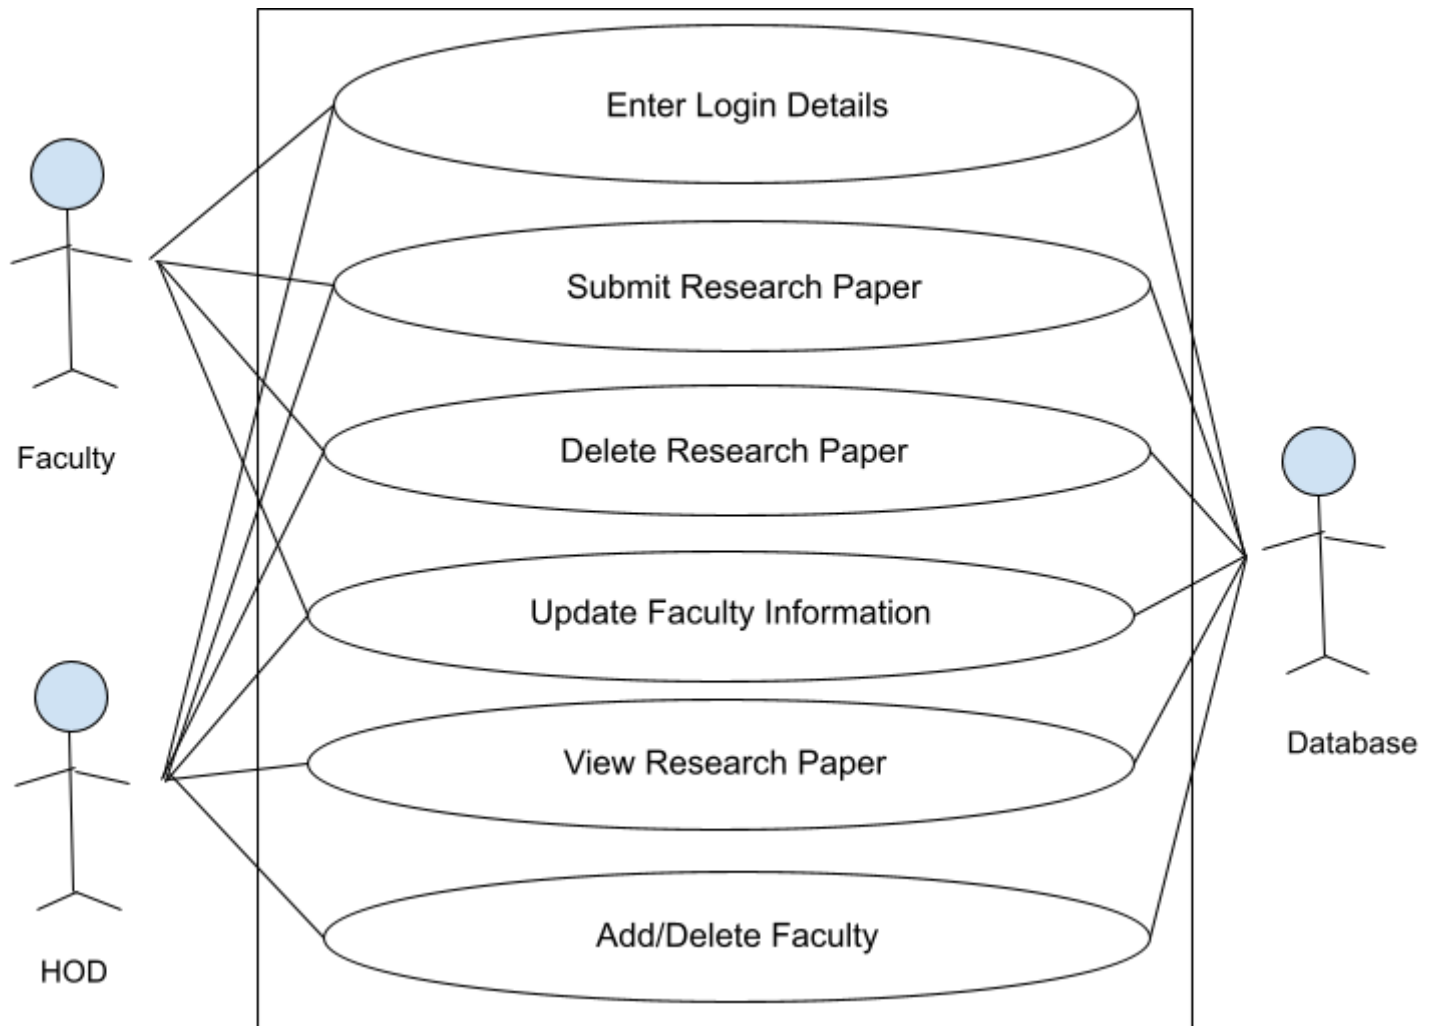 Enter Login Details
Submit Research Paper
Delete Research Paper
Faculty
Update Faculty Information
Database
View Research Paper
Add/Delete Faculty
HOD